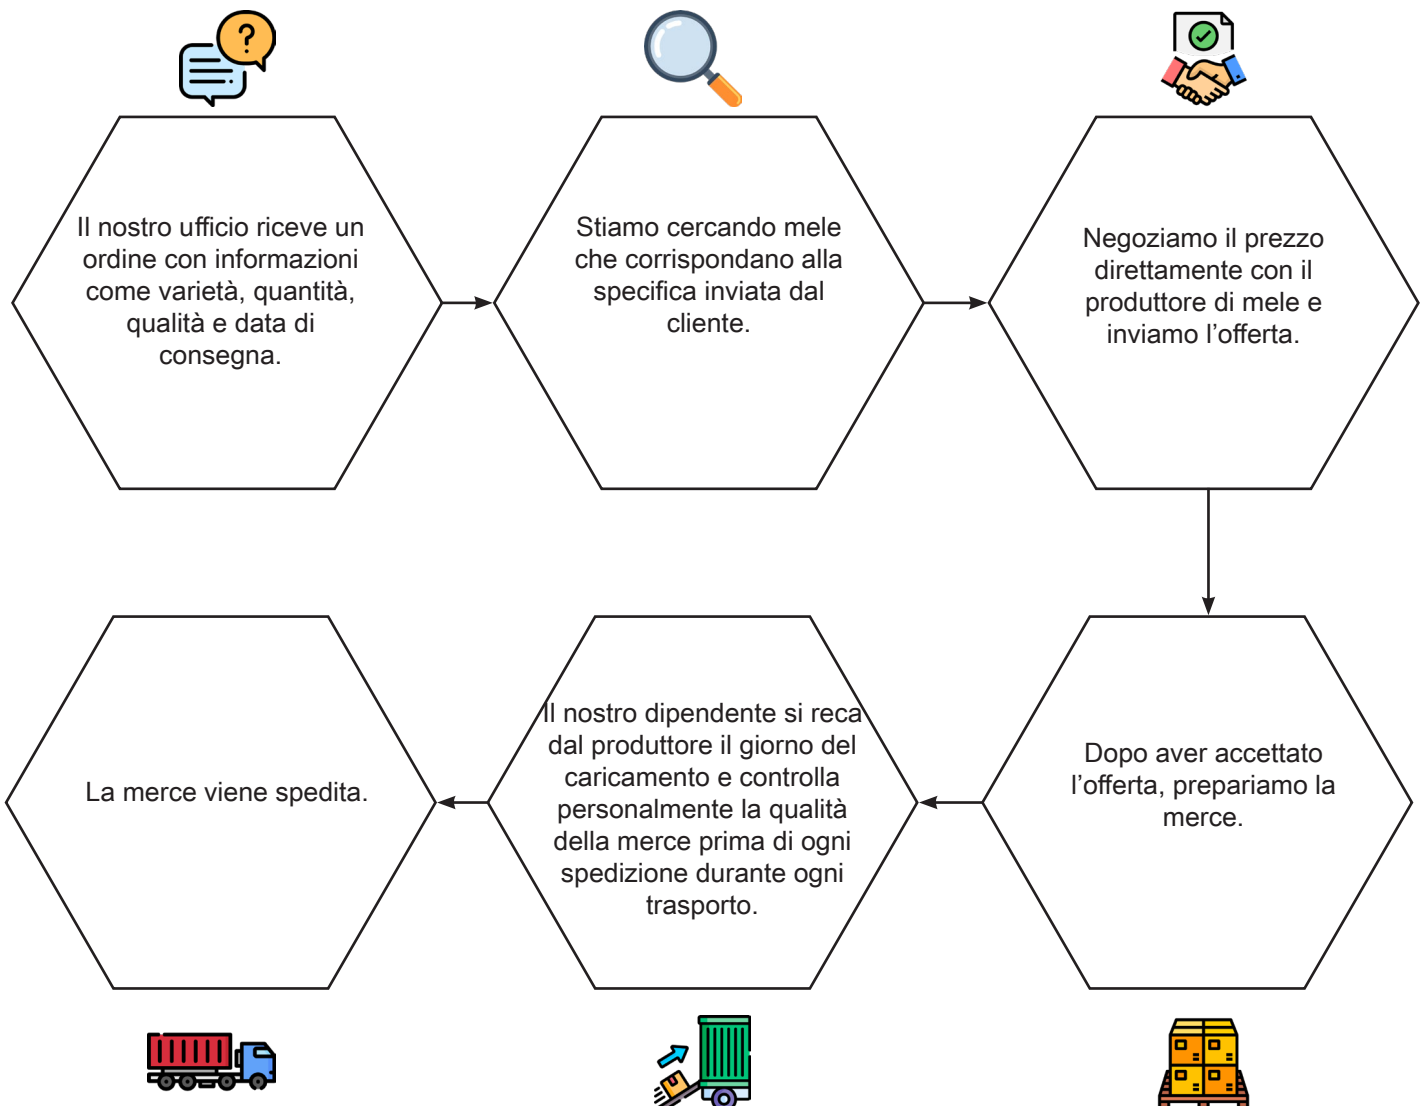 Il nostro ufficio riceve un
ordine con informazioni
come varietà, quantità,
qualità e data di
consegna.
Stiamo cercando mele
che corrispondano alla
specifica inviata dal
cliente.
Negoziamo il prezzo
direttamente con il
produttore di mele e
inviamo l’offerta.
Dopo aver accettato
l’offerta, prepariamo la
merce.
Il nostro dipendente si reca
dal produttore il giorno del
caricamento e controlla
personalmente la qualità
della merce prima di ogni
spedizione durante ogni
trasporto.
La merce viene spedita.